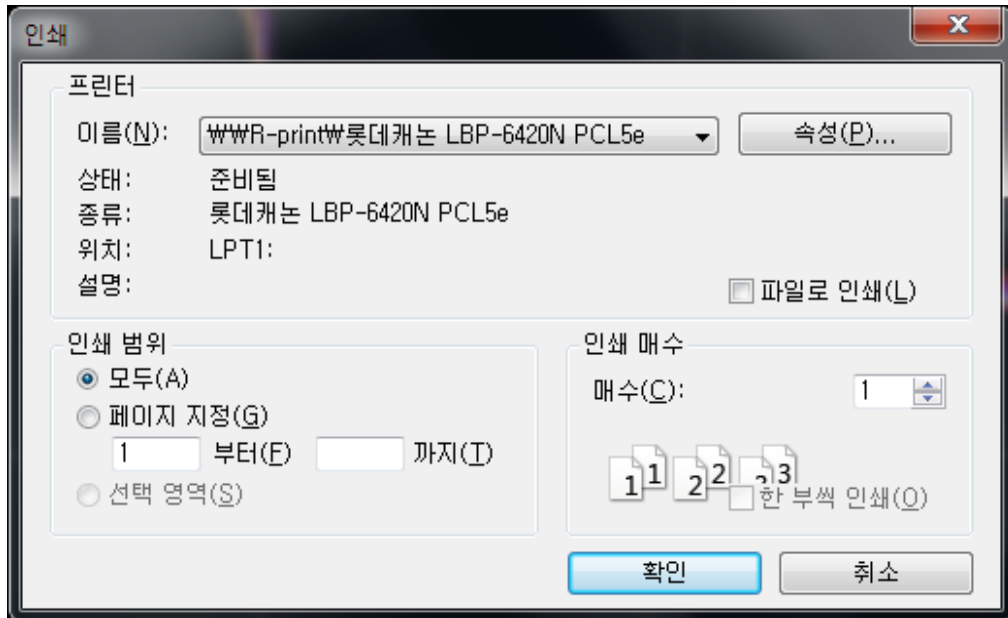 인쇄
프린터
이름(N): ₩₩R-print₩롯데캐논 LBP-6420N PCL5e 속성(P)...
상태: 준비됨
종류: 롯데캐논 LBP-6420N PCL5e
위치: LPT1:
설명:
파일로 인쇄(L)
인쇄 범위
모두(A)
페이지 지정(G)
1 부터(F) 까지(T)
선택 영역(S)
인쇄 매수
매수(C): 1
1 1 2 2 3 3
한 부씩 인쇄(O)
확인 취소